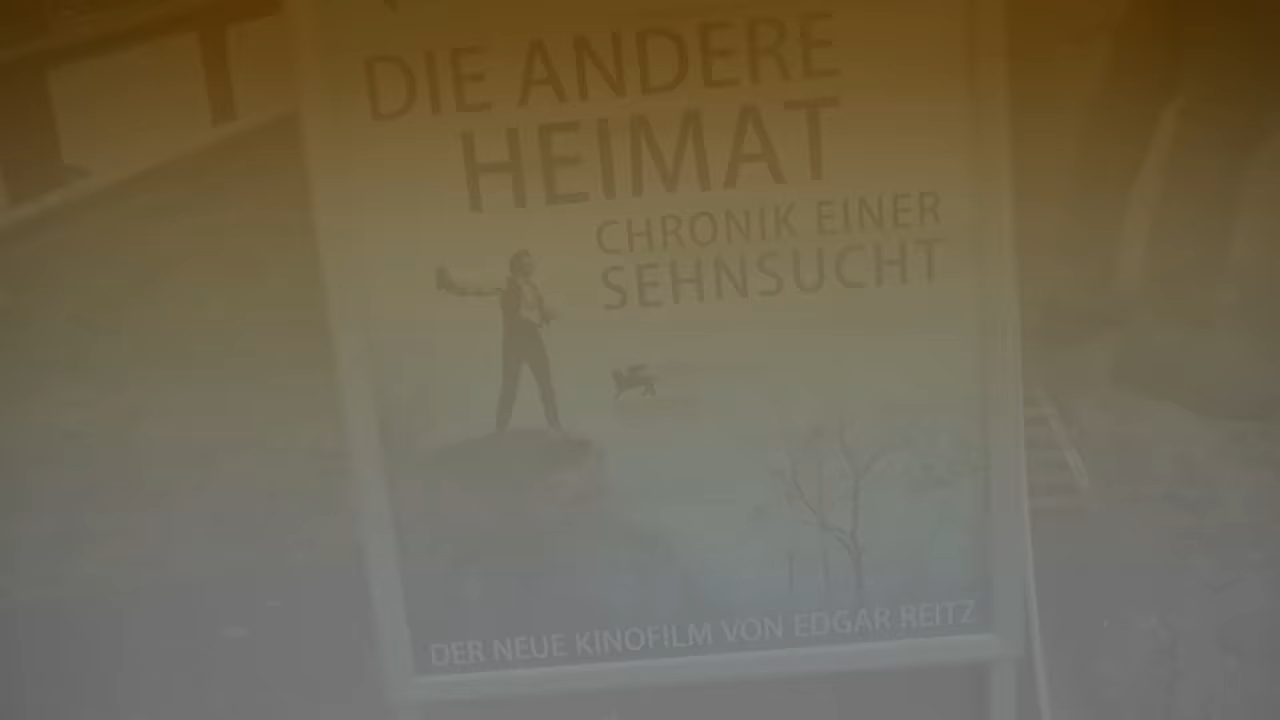 DIE ANDERE
HEIMAT
CHRONIK EINER
SEHNSUCHT
DER NEUE KINOFILM VON EDGAR REITZ